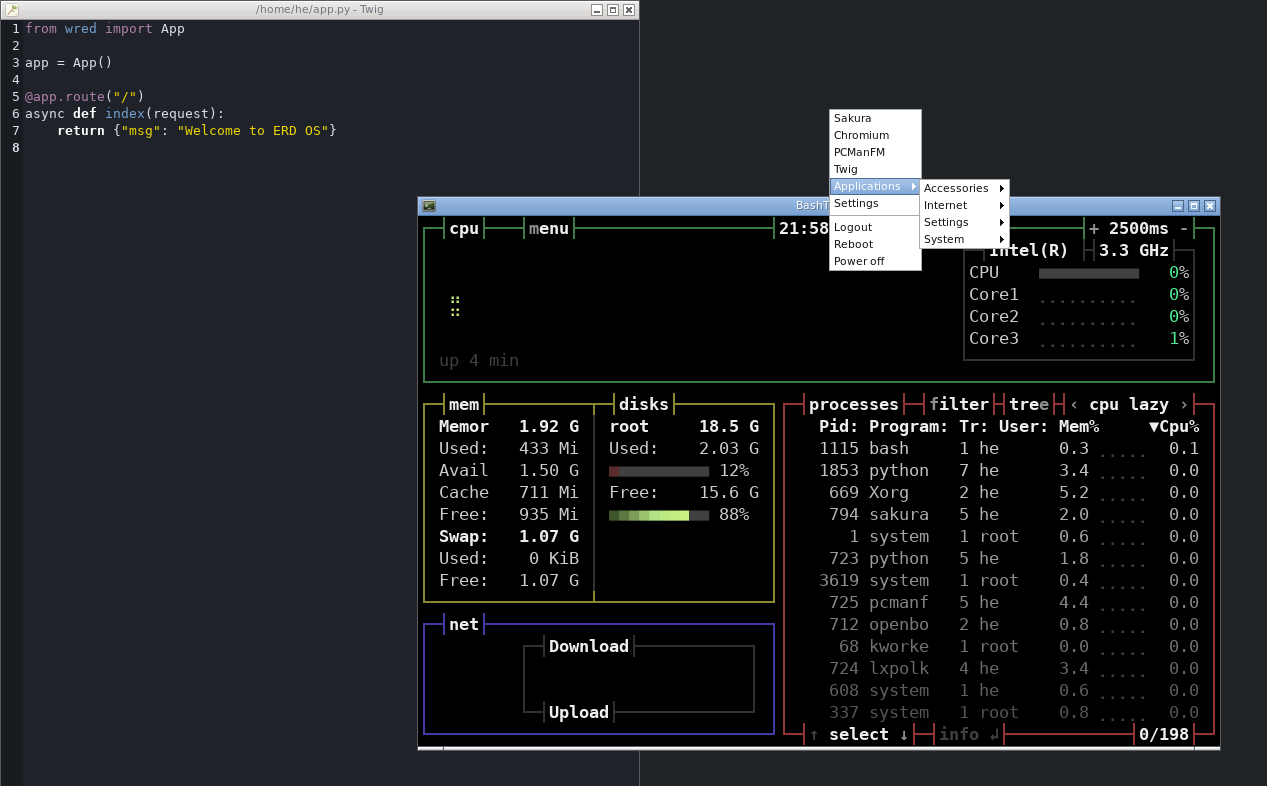 /home/he/app.py - Twig
1 from wred import App
2
3 app = App()
4
5 @app.route("/")
6 async def index(request):
7 return {"msg": "Welcome to ERD OS"}
8
Sakura
Chromium
PCManFM
Twig
Applications
Settings
Logout
Reboot
Power off
Accessories
Internet
Settings
System
BashT
cpu menu 21:58 + 2500ms -
Intel(R) 3.3 GHz
CPU 0%
Core1 .......... 0%
Core2 .......... 0%
Core3 .......... 1%
up 4 min
mem
Memor 1.92 G
Used: 433 Mi
Avail 1.50 G
Cache 711 Mi
Free: 935 Mi
Swap: 1.07 G
Used: 0 KiB
Free: 1.07 G
disks
root 18.5 G
Used: 2.03 G
12%
Free: 15.6 G
88%
net
Download
Upload
processes filter tree ‹ cpu lazy ›
Pid: Program: Tr: User: Mem% ▼Cpu%
1115 bash 1 he 0.3 ..... 0.1
1853 python 7 he 3.4 ..... 0.0
669 Xorg 2 he 5.2 ..... 0.0
794 sakura 5 he 2.0 ..... 0.0
1 system 1 root 0.6 ..... 0.0
723 python 5 he 1.8 ..... 0.0
3619 system 1 root 0.4 ..... 0.0
725 pcmanf 5 he 4.4 ..... 0.0
712 openbo 2 he 0.8 ..... 0.0
68 kworke 1 root 0.0 ..... 0.0
724 lxpolk 4 he 3.4 ..... 0.0
608 system 1 he 0.6 ..... 0.0
337 system 1 root 0.8 ..... 0.0
↑ select ↓ info ↲ 0/198